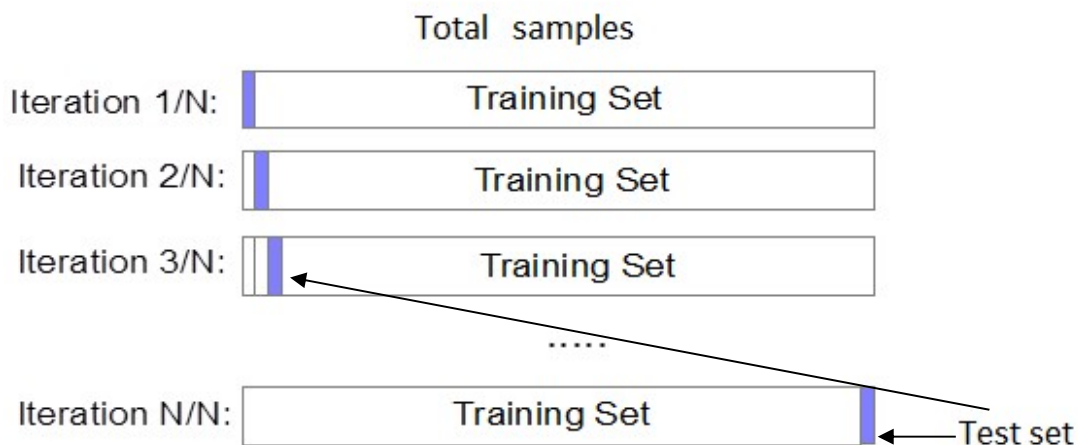 Total samples
Iteration 1/N: Training Set
Iteration 2/N: Training Set
Iteration 3/N: Training Set
.....
Iteration N/N: Training Set
Test set